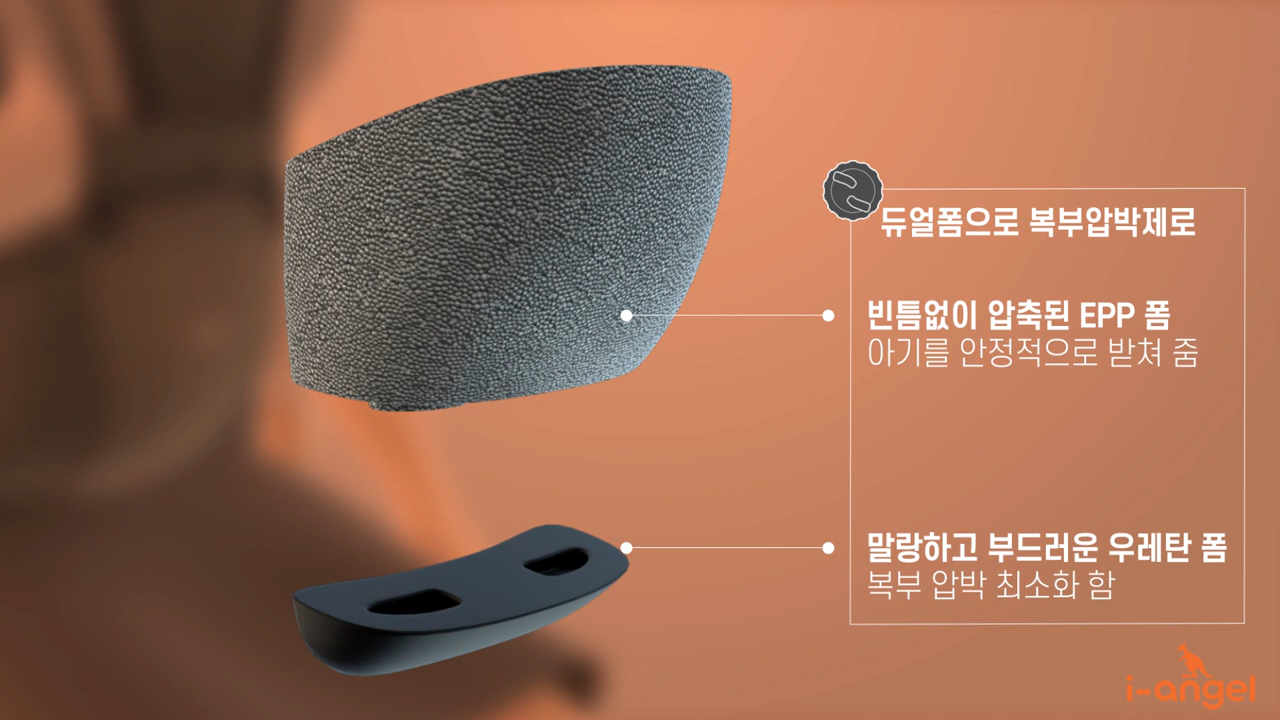 듀얼폼으로 복부압박제로
빈틈없이 압축된 EPP 폼
아기를 안정적으로 받쳐 줌
말랑하고 부드러운 우레탄 폼
복부 압박 최소화 함
i-angel